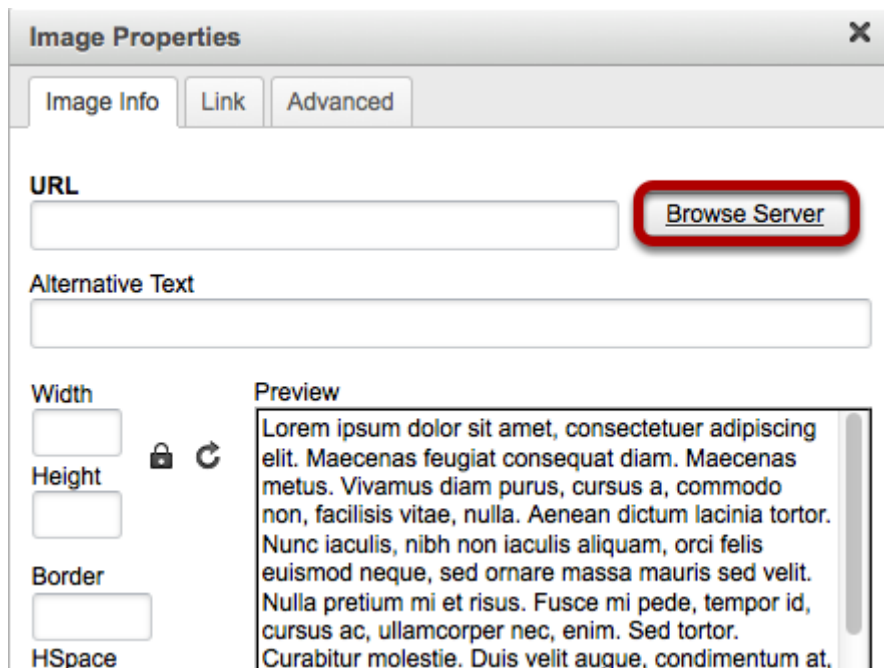 Image Properties
Image Info Link Advanced
URL
Browse Server
Alternative Text
Width
Height
Border
HSpace
Preview
Lorem ipsum dolor sit amet, consectetuer adipiscing
elit. Maecenas feugiat consequat diam. Maecenas
metus. Vivamus diam purus, cursus a, commodo
non, facilisis vitae, nulla. Aenean dictum lacinia tortor.
Nunc iaculis, nibh non iaculis aliquam, orci felis
euismod neque, sed ornare massa mauris sed velit.
Nulla pretium mi et risus. Fusce mi pede, tempor id,
cursus ac, ullamcorper nec, enim. Sed tortor.
Curabitur molestie. Duis velit augue, condimentum at,